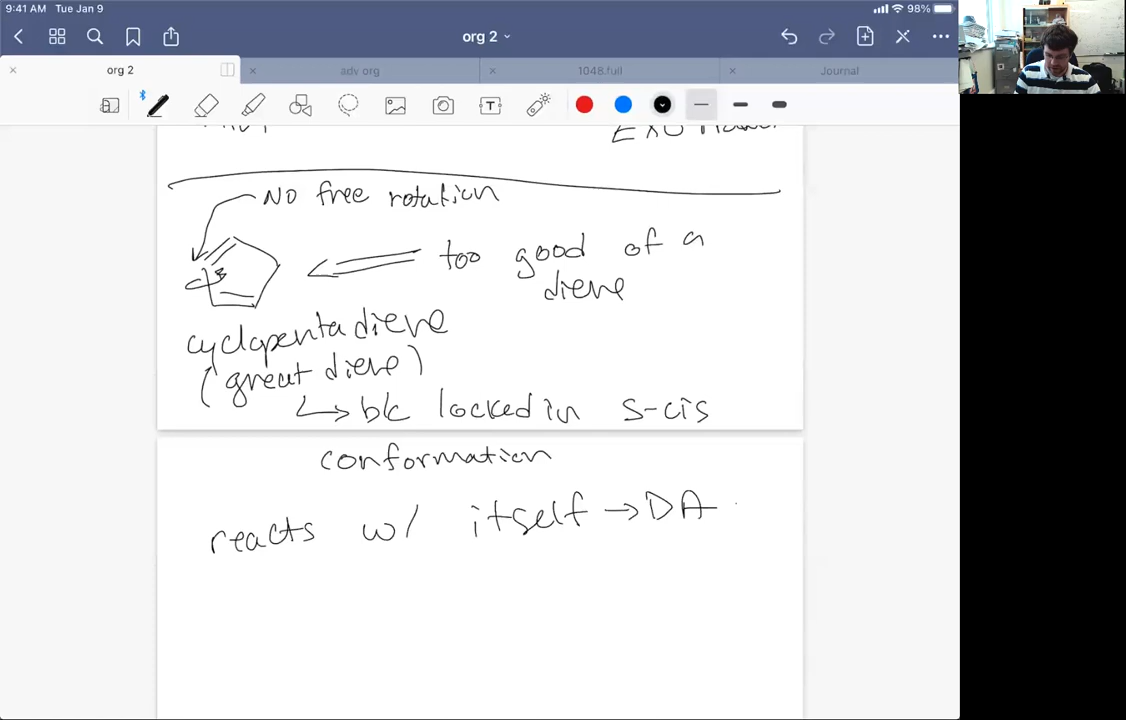 9:41 AM Tue Jan 9
98%
org 2
org 2
adv org
1048.full
Journal
T
No free rotation
too good of a
diene
cyclopentadiene
(great diene)
↳ b/c locked in s-cis
conformation
reacts w/ itself → DA